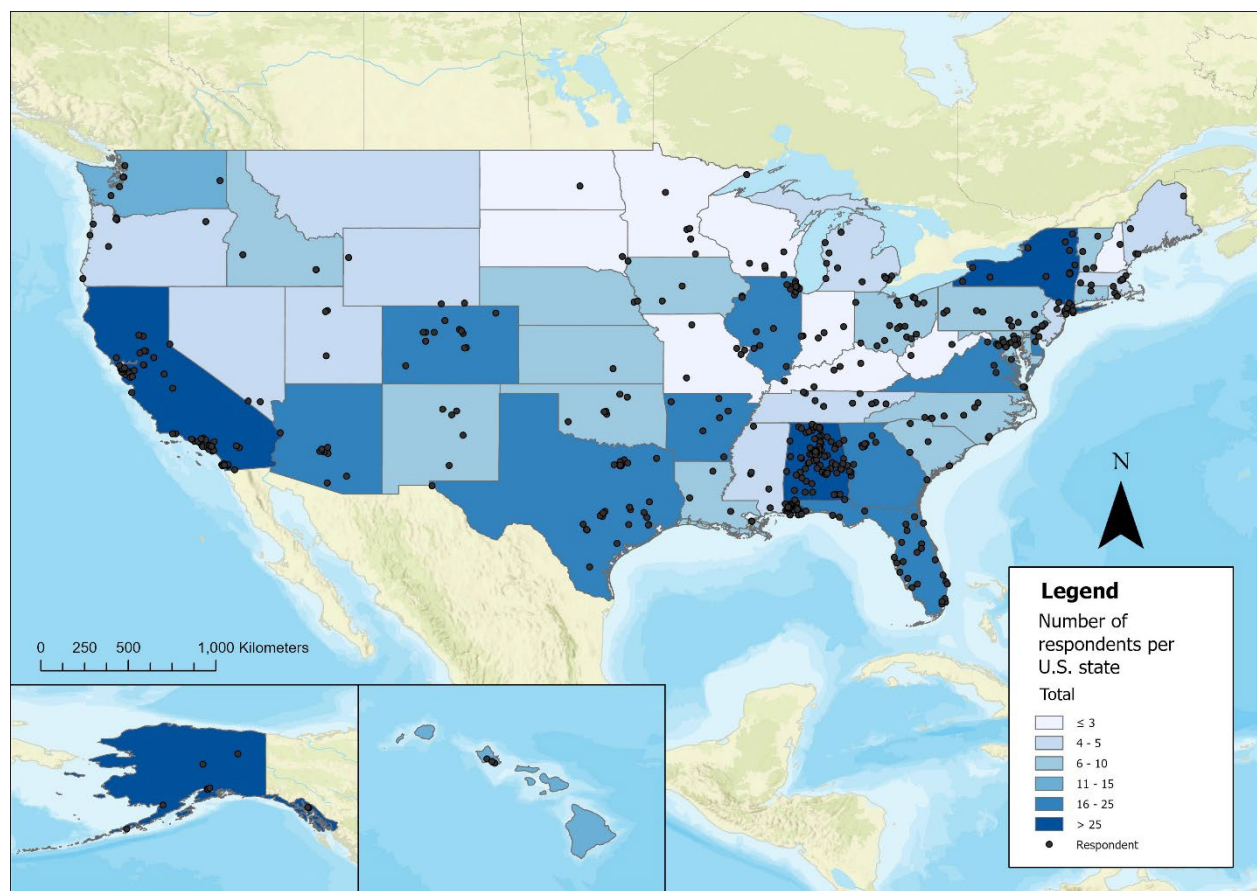 N
0 250 500 1,000 Kilometers
Legend
Number of
respondents per
U.S. state
Total
≤ 3
4 - 5
6 - 10
11 - 15
16 - 25
> 25
Respondent